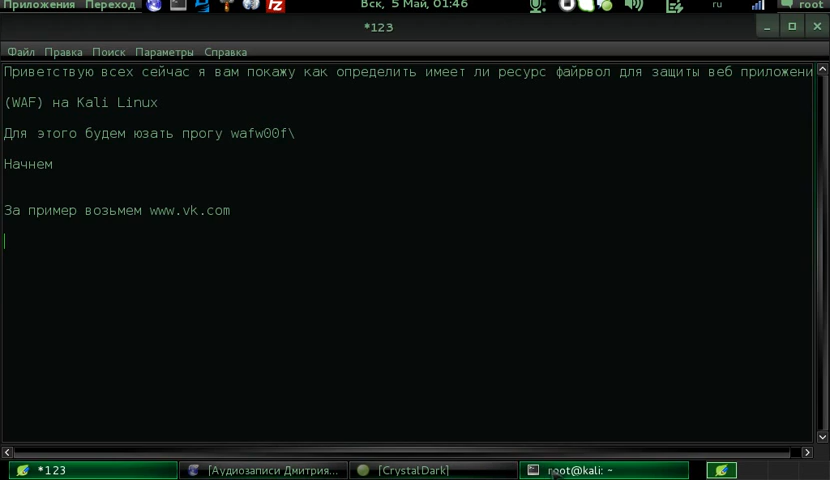 Приложения Переход Вск, 5 Май, 01:46 ru root
*123
Файл Правка Поиск Параметры Справка
Приветствую всех сейчас я вам покажу как определить имеет ли ресурс файрвол для защиты веб приложени
(WAF) на Kali Linux
Для этого будем юзать прогу wafw00f\
Начнем
За пример возьмем www.vk.com
*123 [Аудиозаписи Дмитрия... [CrystalDark] root@kali: ~